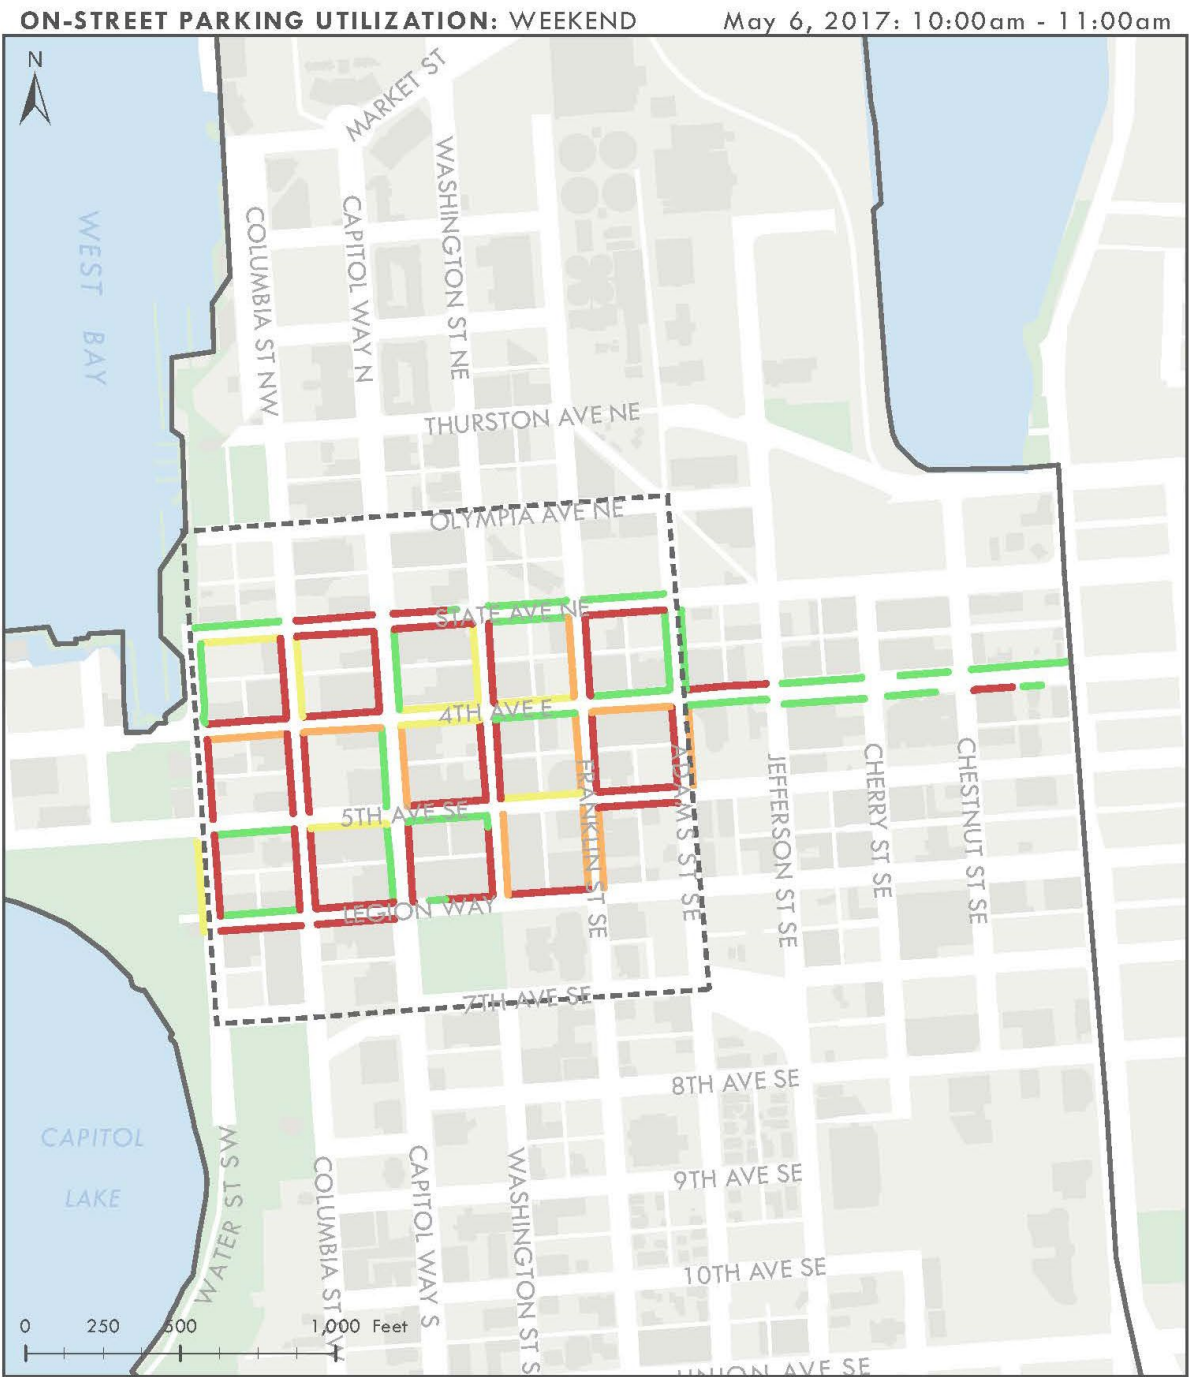 ON-STREET PARKING UTILIZATION: WEEKEND
May 6, 2017: 10:00am - 11:00am
N
MARKET ST
WASHINGTON ST NE
CAPITOL WAY N
COLUMBIA ST NW
WEST BAY
THURSTON AVE NE
OLYMPIA AVE NE
STATE AVE NE
4TH AVE E
5TH AVE SE
FRANKLIN ST SE
ADAMS ST SE
JEFFERSON ST SE
CHERRY ST SE
CHESTNUT ST SE
LEGION WAY
7TH AVE SE
8TH AVE SE
CAPITOL
LAKE
WATER ST SW
COLUMBIA ST SW
CAPITOL WAY S
WASHINGTON ST S
9TH AVE SE
10TH AVE SE
0 250 500 1,000 Feet
UNION AVE SE